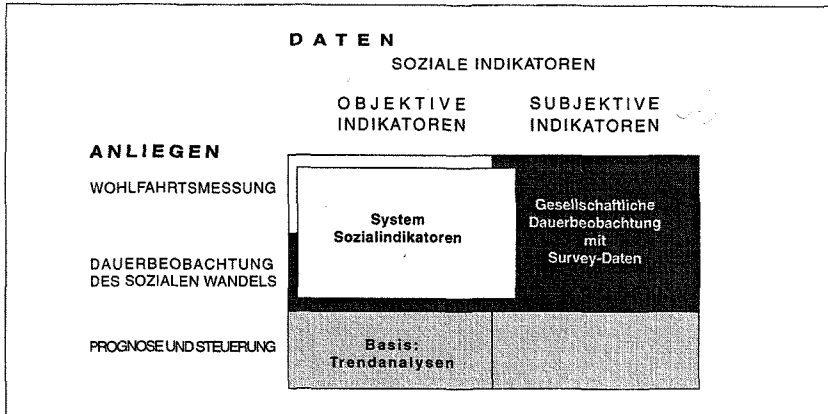 DATEN
SOZIALE INDIKATOREN
OBJEKTIVE
INDIKATOREN
SUBJEKTIVE
INDIKATOREN
ANLIEGEN
WOHLFAHRTSMESSUNG
System
Sozialindikatoren
Gesellschaftliche
Dauerbeobachtung
mit
Survey-Daten
DAUERBEOBACHTUNG
DES SOZIALEN WANDELS
PROGNOSE UND STEUERUNG
Basis:
Trendanalysen